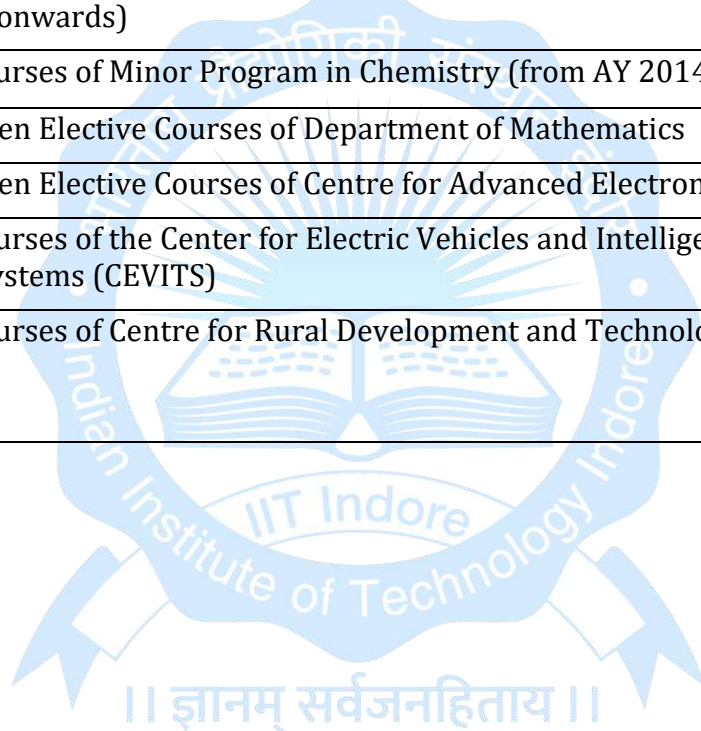 onwards)
urses of Minor Program in Chemistry (from AY 2014
en Elective Courses of Department of Mathematics
en Elective Courses of Centre for Advanced Electron
urses of the Center for Electric Vehicles and Intellige
ystems (CEVITS)
urses of Centre for Rural Development and Technolo
भारतीय प्रौद्योगिकी संस्थान इंदौर
Indian Institute of Technology Indore
IIT Indore
।। ज्ञानम् सर्वजनहिताय ।।